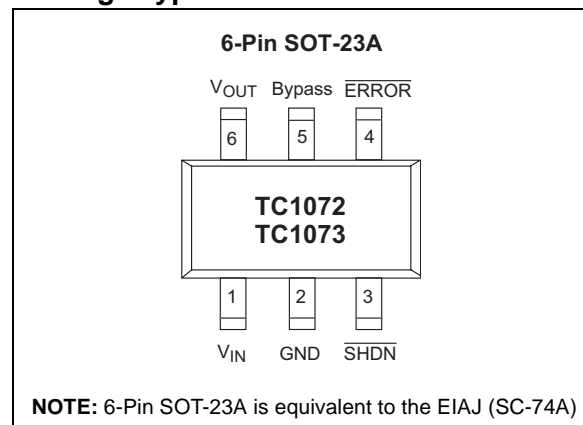 6-Pin SOT-23A
VOUT Bypass ERROR
6 5 4
TC1072
TC1073
1 2 3
VIN GND SHDN
NOTE: 6-Pin SOT-23A is equivalent to the EIAJ (SC-74A)